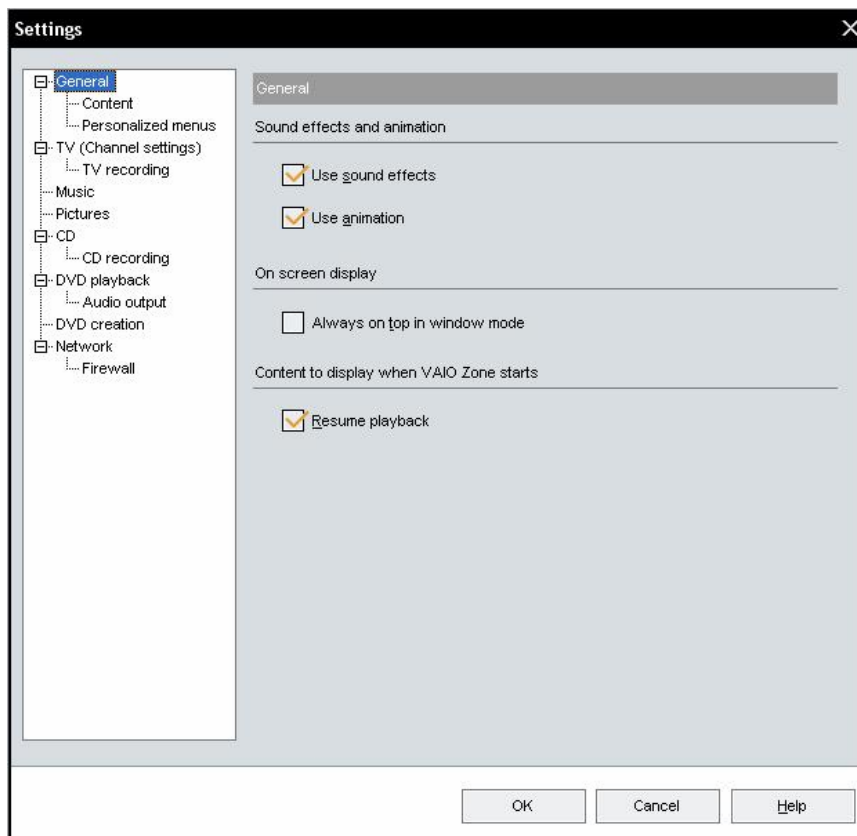 Settings
General
Content
Personalized menus
TV (Channel settings)
TV recording
Music
Pictures
CD
CD recording
DVD playback
Audio output
DVD creation
Network
Firewall
General
Sound effects and animation
Use sound effects
Use animation
On screen display
Always on top in window mode
Content to display when VAIO Zone starts
Resume playback
OK
Cancel
Help